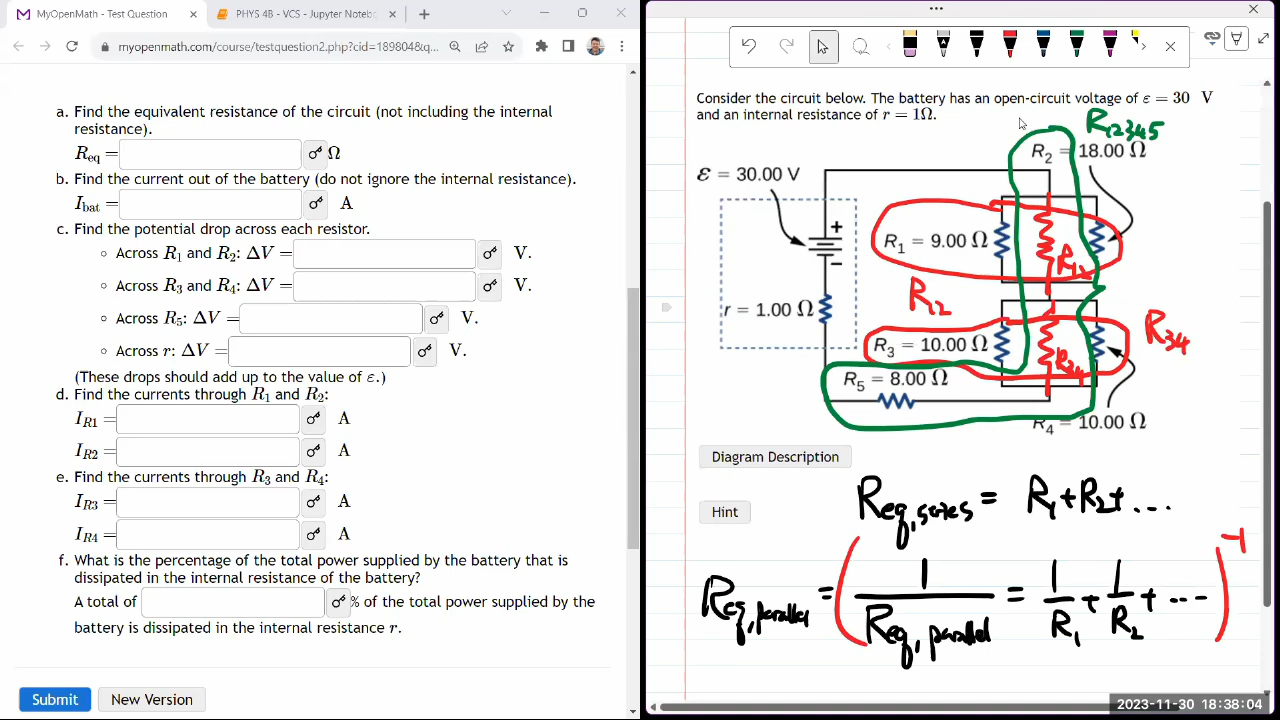 MyOpenMath - Test Question
PHYS 4B - VCS - Jupyter Noteb
myopenmath.com/course/testquestion2.php?cid=189808&q...
a. Find the equivalent resistance of the circuit (not including the internal
resistance).
Req = Ω
b. Find the current out of the battery (do not ignore the internal resistance).
Ibat = A
c. Find the potential drop across each resistor.
Across R1 and R2: ΔV = V.
Across R3 and R4: ΔV = V.
Across R5: ΔV = V.
Across r: ΔV = V.
(These drops should add up to the value of ε.)
d. Find the currents through R1 and R2:
IR1 = A
IR2 = A
e. Find the currents through R3 and R4:
IR3 = A
IR4 = A
f. What is the percentage of the total power supplied by the battery that is
dissipated in the internal resistance of the battery?
A total of % of the total power supplied by the
battery is dissipated in the internal resistance r.
Submit
New Version
Consider the circuit below. The battery has an open-circuit voltage of ε = 30 V
and an internal resistance of r = 1Ω.
R12345
R2 = 18.00 Ω
ε = 30.00 V
+
R1 = 9.00 Ω
−
R12
R12
r = 1.00 Ω
R34
R3 = 10.00 Ω
R34
R5 = 8.00 Ω
R4 = 10.00 Ω
Diagram Description
Hint
Req, series = R1 + R2 + ...
Req, parallel = ( 1/Req, parallel = 1/R1 + 1/R2 + ... )^-1
2023-11-30 18:38:04